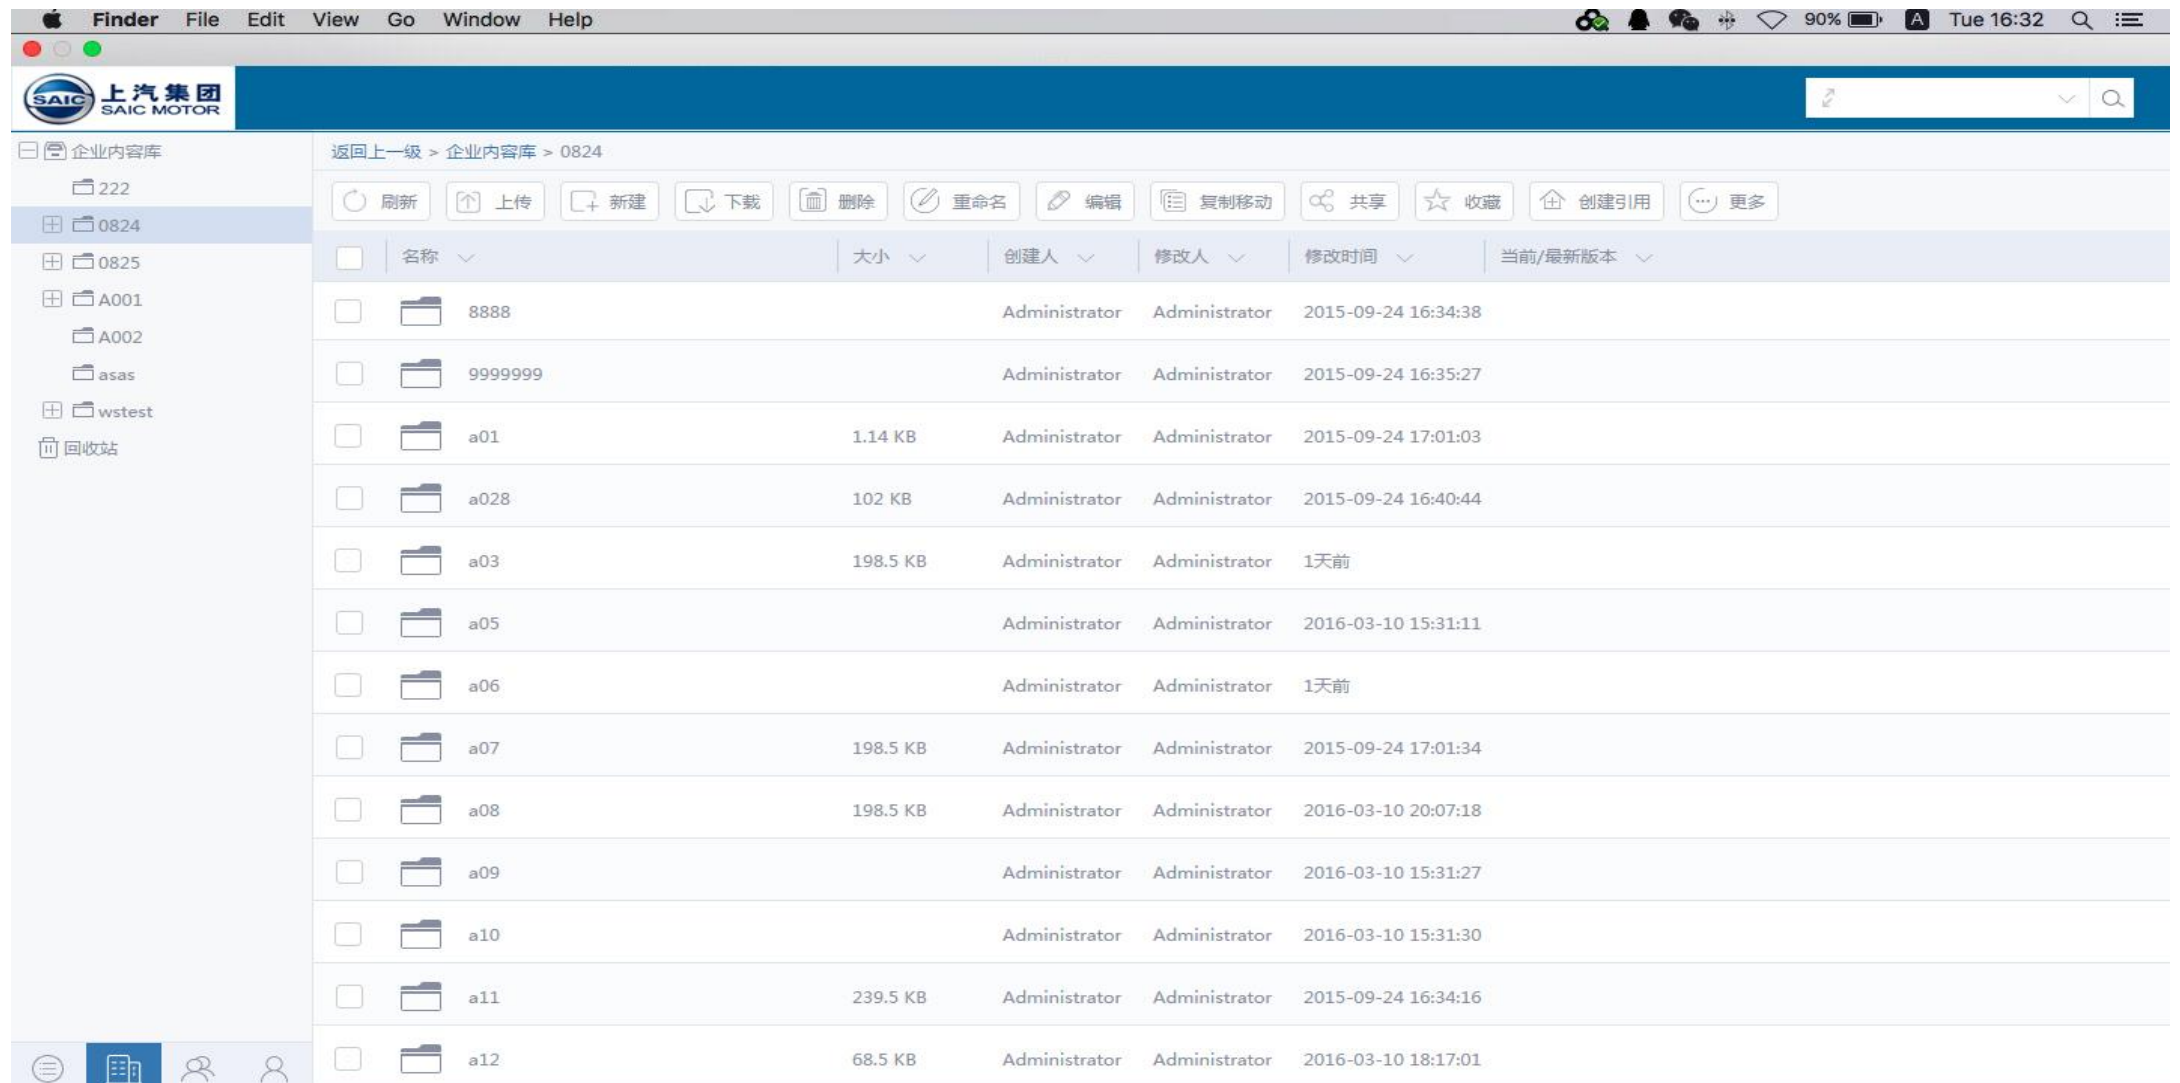 Finder File Edit View Go Window Help 90% A Tue 16:32
SAIC 上汽集团
SAIC MOTOR
企业内容库
222
0824
0825
A001
A002
asas
wstest
回收站
返回上一级 > 企业内容库 > 0824
刷新 上传 新建 下载 删除 重命名 编辑 复制移动 共享 收藏 创建引用 更多
名称 大小 创建人 修改人 修改时间 当前/最新版本
8888 Administrator Administrator 2015-09-24 16:34:38
9999999 Administrator Administrator 2015-09-24 16:35:27
a01 1.14 KB Administrator Administrator 2015-09-24 17:01:03
a028 102 KB Administrator Administrator 2015-09-24 16:40:44
a03 198.5 KB Administrator Administrator 1天前
a05 Administrator Administrator 2016-03-10 15:31:11
a06 Administrator Administrator 1天前
a07 198.5 KB Administrator Administrator 2015-09-24 17:01:34
a08 198.5 KB Administrator Administrator 2016-03-10 20:07:18
a09 Administrator Administrator 2016-03-10 15:31:27
a10 Administrator Administrator 2016-03-10 15:31:30
a11 239.5 KB Administrator Administrator 2015-09-24 16:34:16
a12 68.5 KB Administrator Administrator 2016-03-10 18:17:01